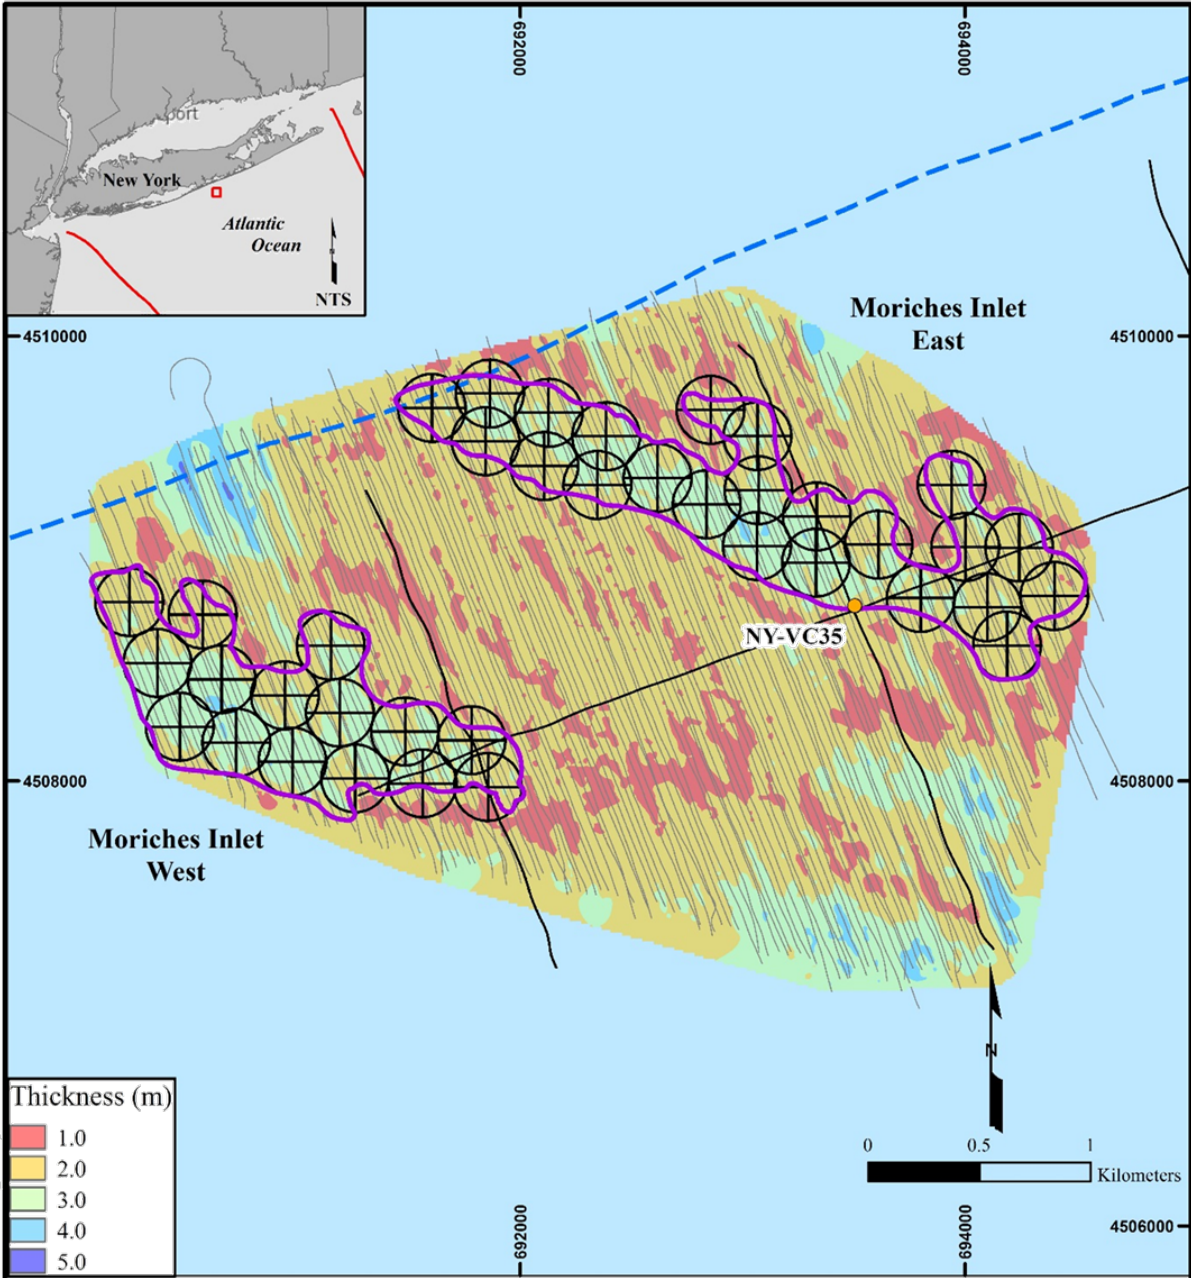 692000
694000
port
New York
Atlantic
Ocean
N
NTS
4510000
4510000
Moriches Inlet
East
NY-VC35
4508000
4508000
Moriches Inlet
West
N
Thickness (m)
1.0
2.0
3.0
4.0
5.0
0
0.5
1
Kilometers
4506000
692000
694000